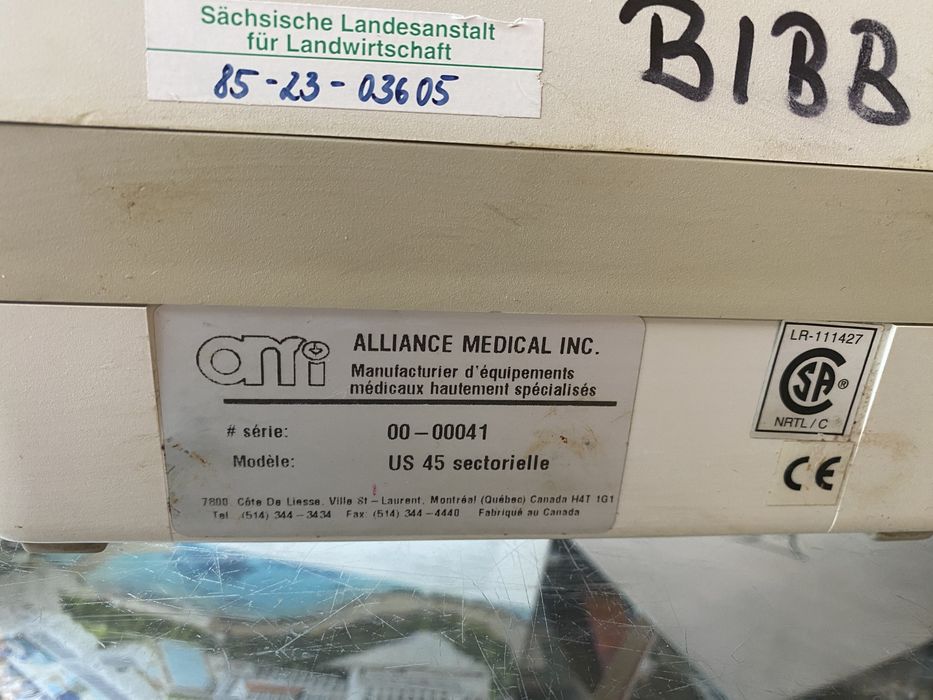 Sächsische Landesanstalt
für Landwirtschaft
85-23-03605
BIBB
ami
ALLIANCE MEDICAL INC.
Manufacturier d'équipements
médicaux hautement spécialisés
# série: 00-00041
Modèle: US 45 sectorielle
7800, Côte De Liesse, Ville St-Laurent, Montréal (Québec) Canada H4T 1G1
Tel. (514) 344-3434 Fax: (514) 344-4440 Fabriqué au Canada
LR-111427
CSA ®
NRTL/C
CE